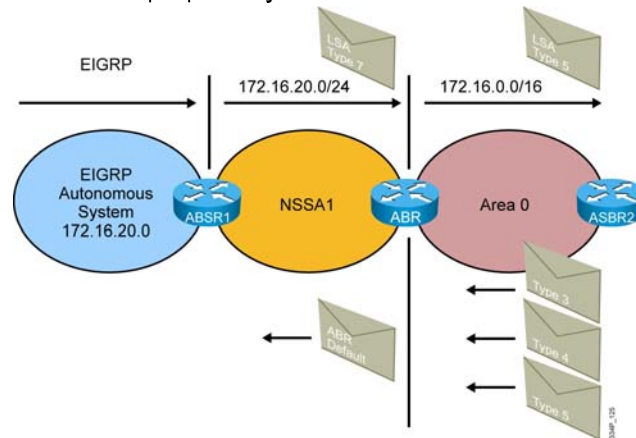 EIGRP
LSA
Type 7
LSA
Type 5
172.16.20.0/24
172.16.0.0/16
EIGRP
Autonomous
System
172.16.20.0
ABSR1
NSSA1
ABR
Area 0
ASBR2
ABR
Default
Type 3
Type 4
Type 5